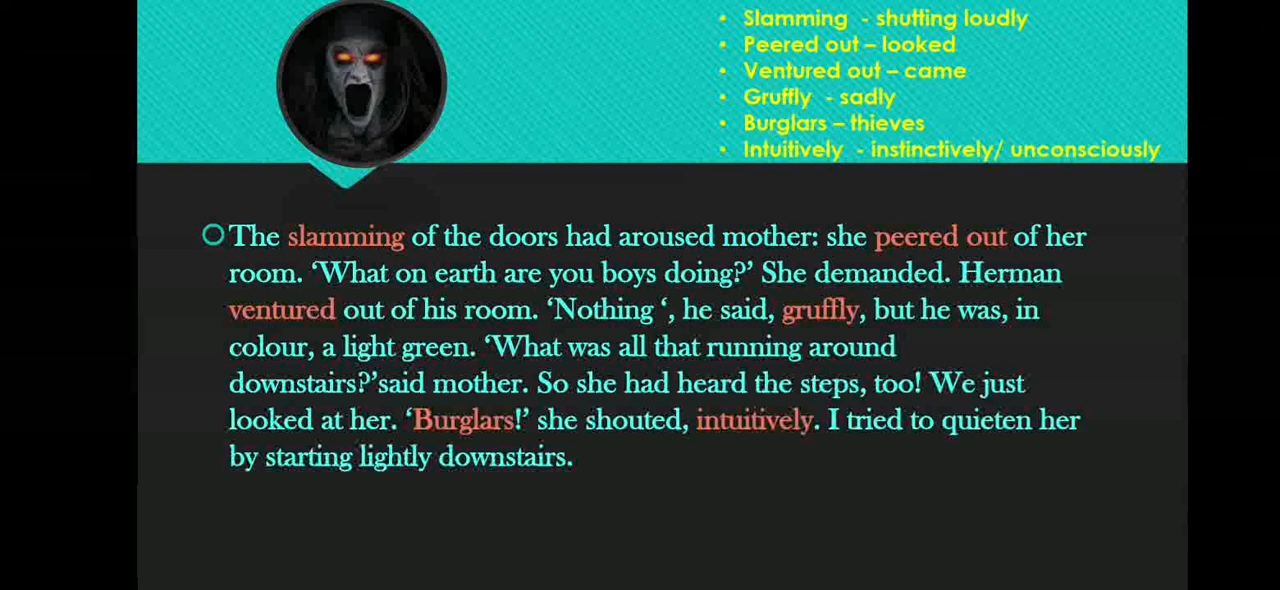 • Slamming - shutting loudly
• Peered out – looked
• Ventured out – came
• Gruffly - sadly
• Burglars – thieves
• Intuitively - instinctively/ unconsciously
The slamming of the doors had aroused mother: she peered out of her
room. ‘What on earth are you boys doing?’ She demanded. Herman
ventured out of his room. ‘Nothing ‘, he said, gruffly, but he was, in
colour, a light green. ‘What was all that running around
downstairs?’said mother. So she had heard the steps, too! We just
looked at her. ‘Burglars!’ she shouted, intuitively. I tried to quieten her
by starting lightly downstairs.